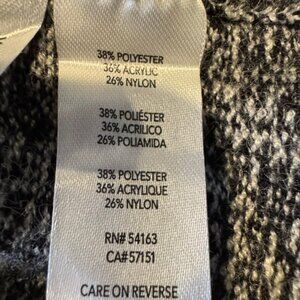 38% POLYESTER
36% ACRYLIC
26% NYLON
38% POLIÉSTER
36% ACRILICO
26% POLIAMIDA
38% POLYESTER
36% ACRYLIQUE
26% NYLON
RN# 54163
CA# 57151
CARE ON REVERSE